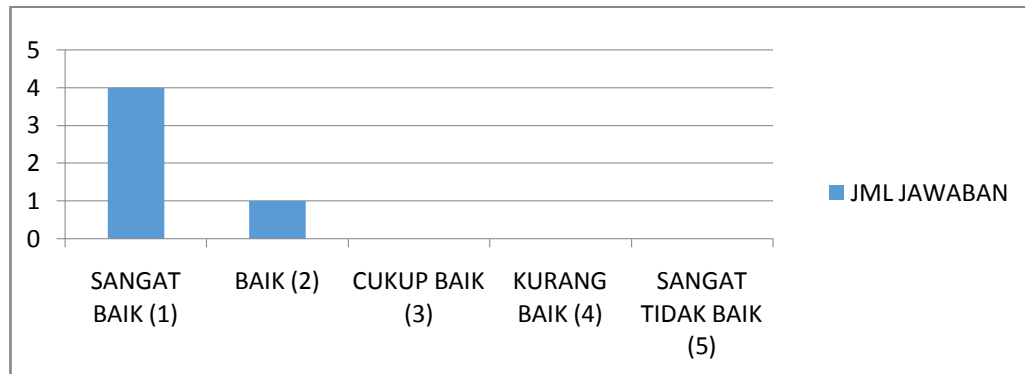 5
4
3
2
1
0
SANGAT
BAIK (1)
BAIK (2)
CUKUP BAIK
(3)
KURANG
BAIK (4)
SANGAT
TIDAK BAIK
(5)
JML JAWABAN